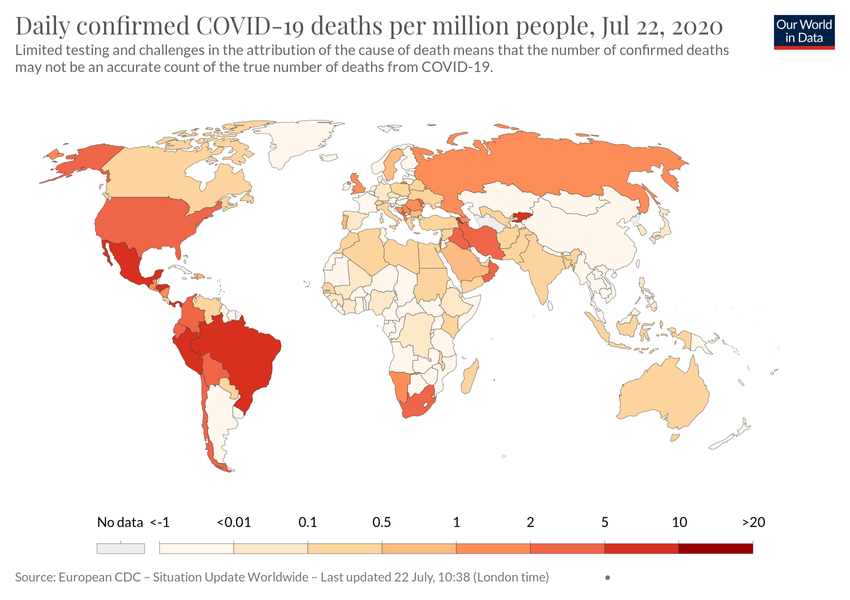 Daily confirmed COVID-19 deaths per million people, Jul 22, 2020
Our World
in Data
Limited testing and challenges in the attribution of the cause of death means that the number of confirmed deaths
may not be an accurate count of the true number of deaths from COVID-19.
No data <-1 <0.01 0.1 0.5 1 2 5 10 >20
Source: European CDC – Situation Update Worldwide – Last updated 22 July, 10:38 (London time) •